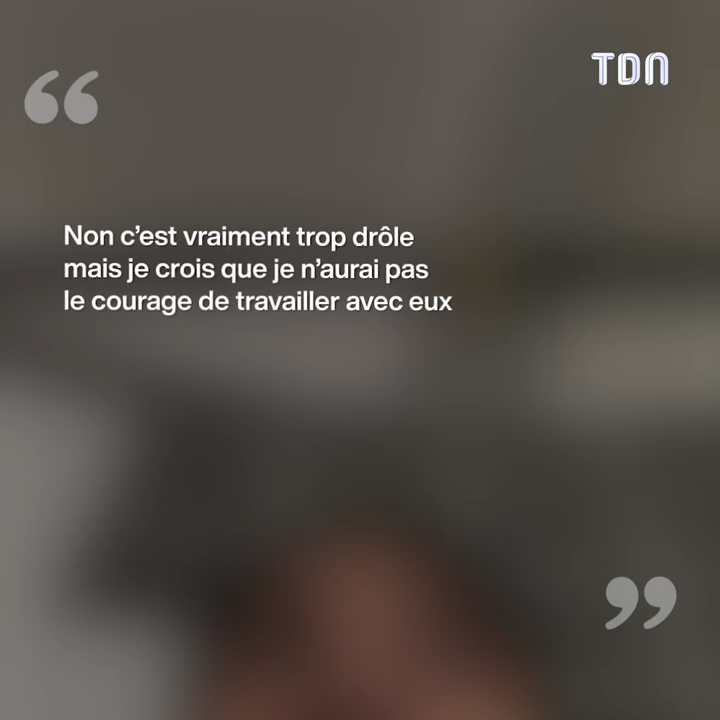 TDN
“
Non c’est vraiment trop drôle
mais je crois que je n’aurai pas
le courage de travailler avec eux
”